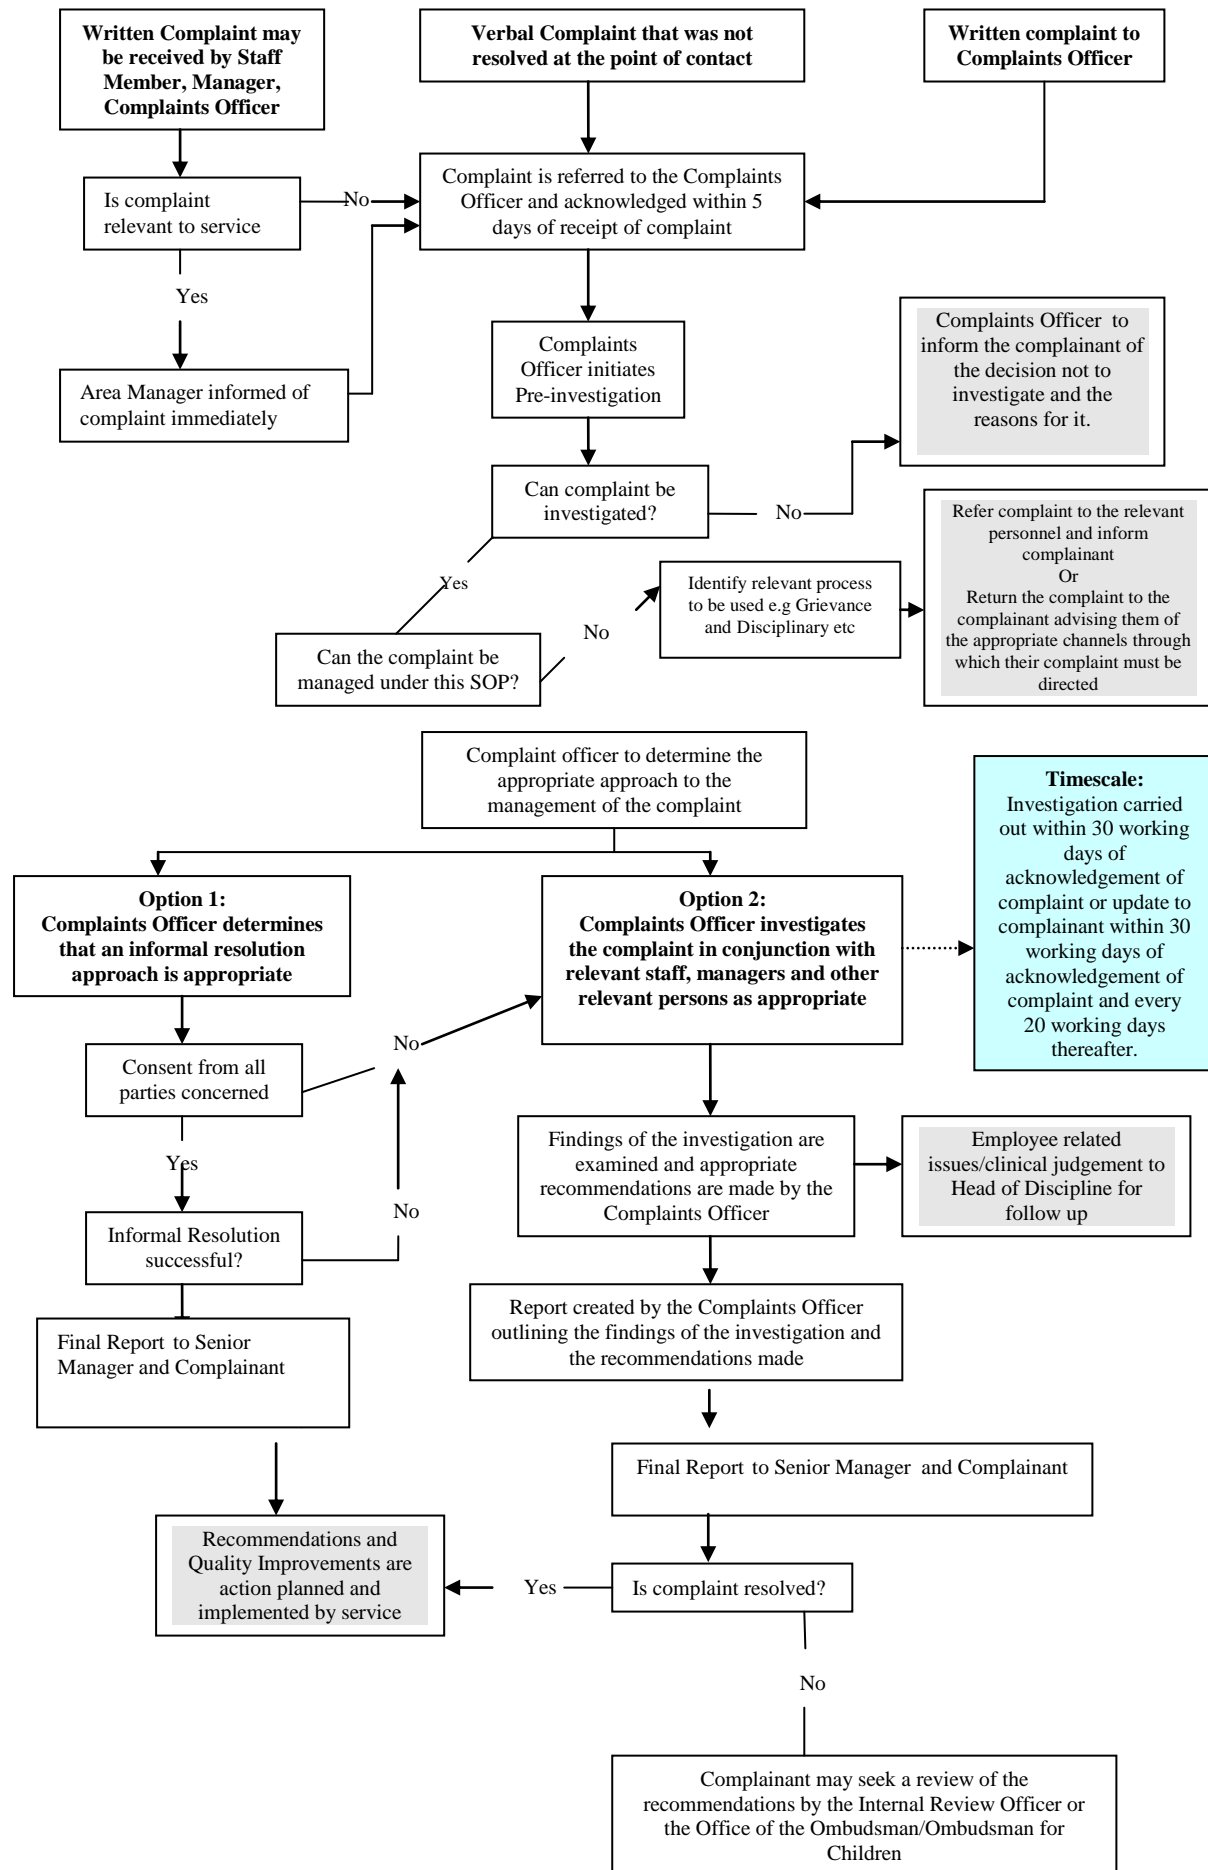 Written Complaint may
be received by Staff
Member, Manager,
Complaints Officer
Verbal Complaint that was not
resolved at the point of contact
Written complaint to
Complaints Officer
Is complaint
relevant to service
No
Complaint is referred to the Complaints
Officer and acknowledged within 5
days of receipt of complaint
Yes
Area Manager informed of
complaint immediately
Complaints
Officer initiates
Pre-investigation
Complaints Officer to
inform the complainant of
the decision not to
investigate and the
reasons for it.
Can complaint be
investigated?
No
Yes
Refer complaint to the relevant
personnel and inform
complainant
Or
Return the complaint to the
complainant advising them of
the appropriate channels through
which their complaint must be
directed
Identify relevant process
to be used e.g Grievance
and Disciplinary etc
No
Can the complaint be
managed under this SOP?
Complaint officer to determine the
appropriate approach to the
management of the complaint
Timescale:
Investigation carried
out within 30 working
days of
acknowledgement of
complaint or update to
complainant within 30
working days of
acknowledgement of
complaint and every
20 working days
thereafter.
Option 1:
Complaints Officer determines
that an informal resolution
approach is appropriate
Option 2:
Complaints Officer investigates
the complaint in conjunction with
relevant staff, managers and other
relevant persons as appropriate
No
Consent from all
parties concerned
Yes
No
Informal Resolution
successful?
Findings of the investigation are
examined and appropriate
recommendations are made by the
Complaints Officer
Employee related
issues/clinical judgement to
Head of Discipline for
follow up
Final Report to Senior
Manager and Complainant
Report created by the Complaints Officer
outlining the findings of the investigation and
the recommendations made
Final Report to Senior Manager and Complainant
Recommendations and
Quality Improvements are
action planned and
implemented by service
Yes
Is complaint resolved?
No
Complainant may seek a review of the
recommendations by the Internal Review Officer or
the Office of the Ombudsman/Ombudsman for
Children